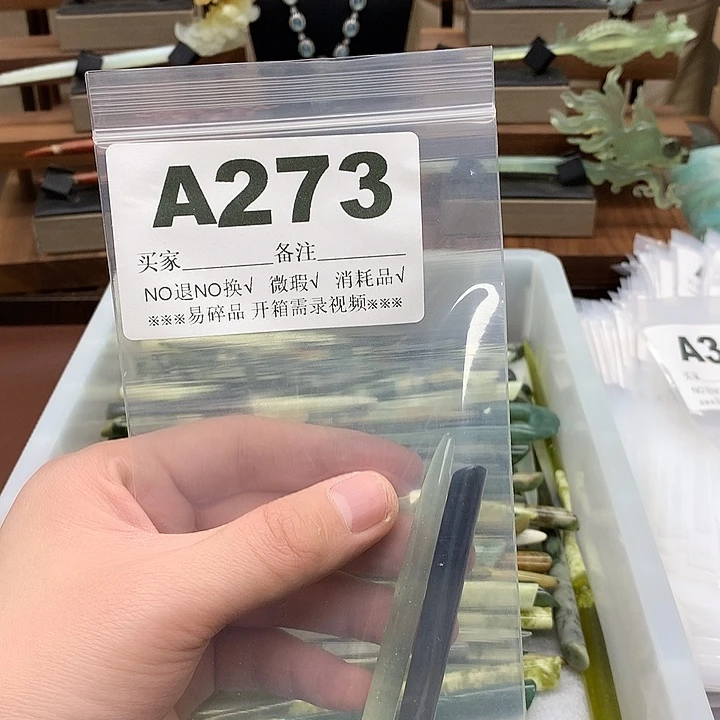 A273
买家________备注________
NO退NO换√ 微瑕√ 消耗品√
※※※易碎品 开箱需录视频※※※
A3